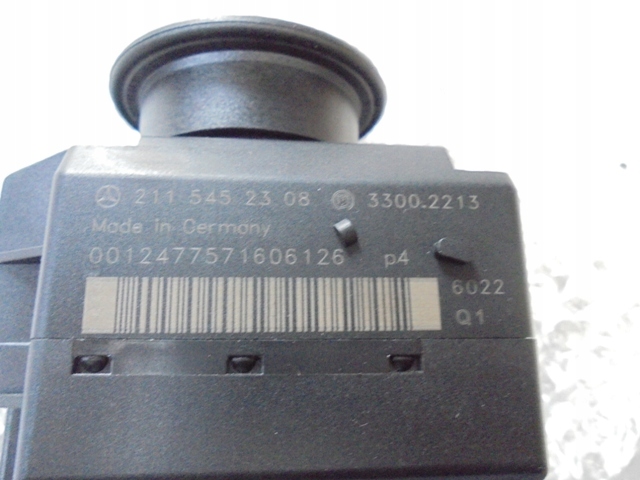 211 545 23 08 3300.2213
Made in Germany
0012477571606126 p4
6022
Q1